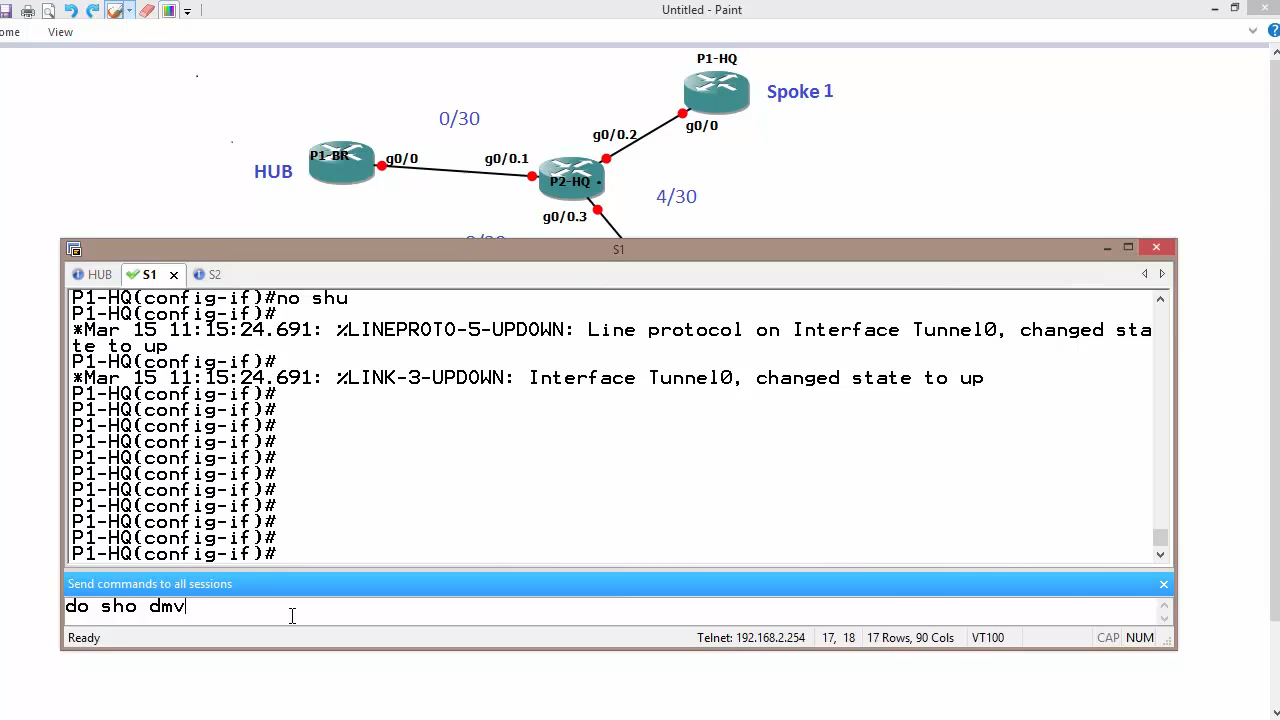 Untitled - Paint
ome View
P1-HQ
Spoke 1
0/30
g0/0.2
g0/0
P1-BR
g0/0
g0/0.1
HUB
P2-HQ
4/30
g0/0.3
S1
HUB S1 S2
P1-HQ(config-if)#no shu
P1-HQ(config-if)#
*Mar 15 11:15:24.691: %LINEPROTO-5-UPDOWN: Line protocol on Interface Tunnel0, changed sta
te to up
P1-HQ(config-if)#
*Mar 15 11:15:24.691: %LINK-3-UPDOWN: Interface Tunnel0, changed state to up
P1-HQ(config-if)#
P1-HQ(config-if)#
P1-HQ(config-if)#
P1-HQ(config-if)#
P1-HQ(config-if)#
P1-HQ(config-if)#
P1-HQ(config-if)#
P1-HQ(config-if)#
P1-HQ(config-if)#
P1-HQ(config-if)#
P1-HQ(config-if)#
Send commands to all sessions
do sho dmv
Ready Telnet: 192.168.2.254 17, 18 17 Rows, 90 Cols VT100 CAP NUM